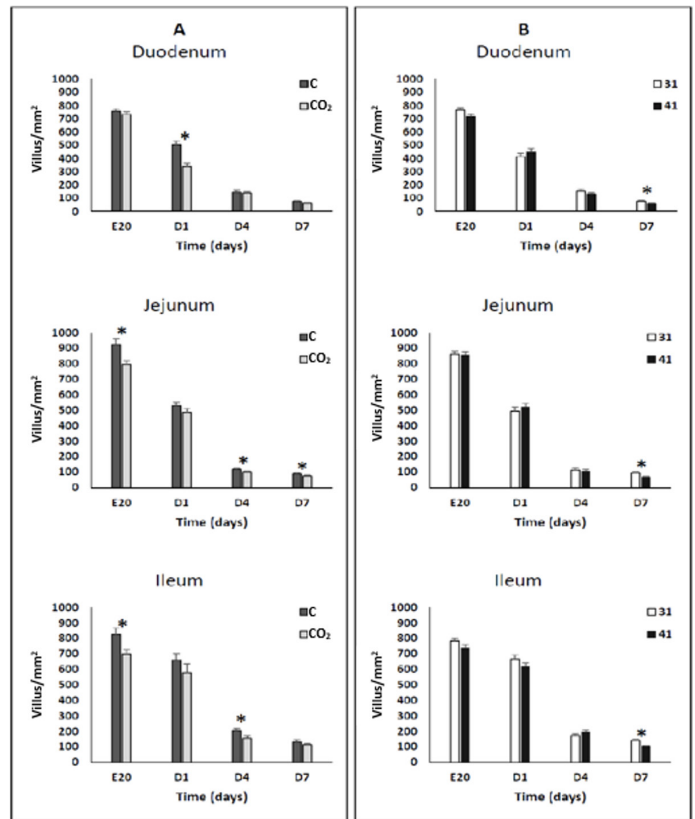 A
Duodenum
1000
900
800
700
600
500
400
300
200
100
0
Villus/mm²
C
CO₂
*
E20 D1 D4 D7
Time (days)
Jejunum
1000
900
800
700
600
500
400
300
200
100
0
Villus/mm²
C
CO₂
*
* *
E20 D1 D4 D7
Time (days)
Ileum
1000
900
800
700
600
500
400
300
200
100
0
Villus/mm²
C
CO₂
*
*
E20 D1 D4 D7
Time (days)
B
Duodenum
1000
900
800
700
600
500
400
300
200
100
0
Villus/mm²
31
41
*
E20 D1 D4 D7
Time (days)
Jejunum
1000
900
800
700
600
500
400
300
200
100
0
Villus/mm²
31
41
*
E20 D1 D4 D7
Time (days)
Ileum
1000
900
800
700
600
500
400
300
200
100
0
Villus/mm²
31
41
*
E20 D1 D4 D7
Time (days)